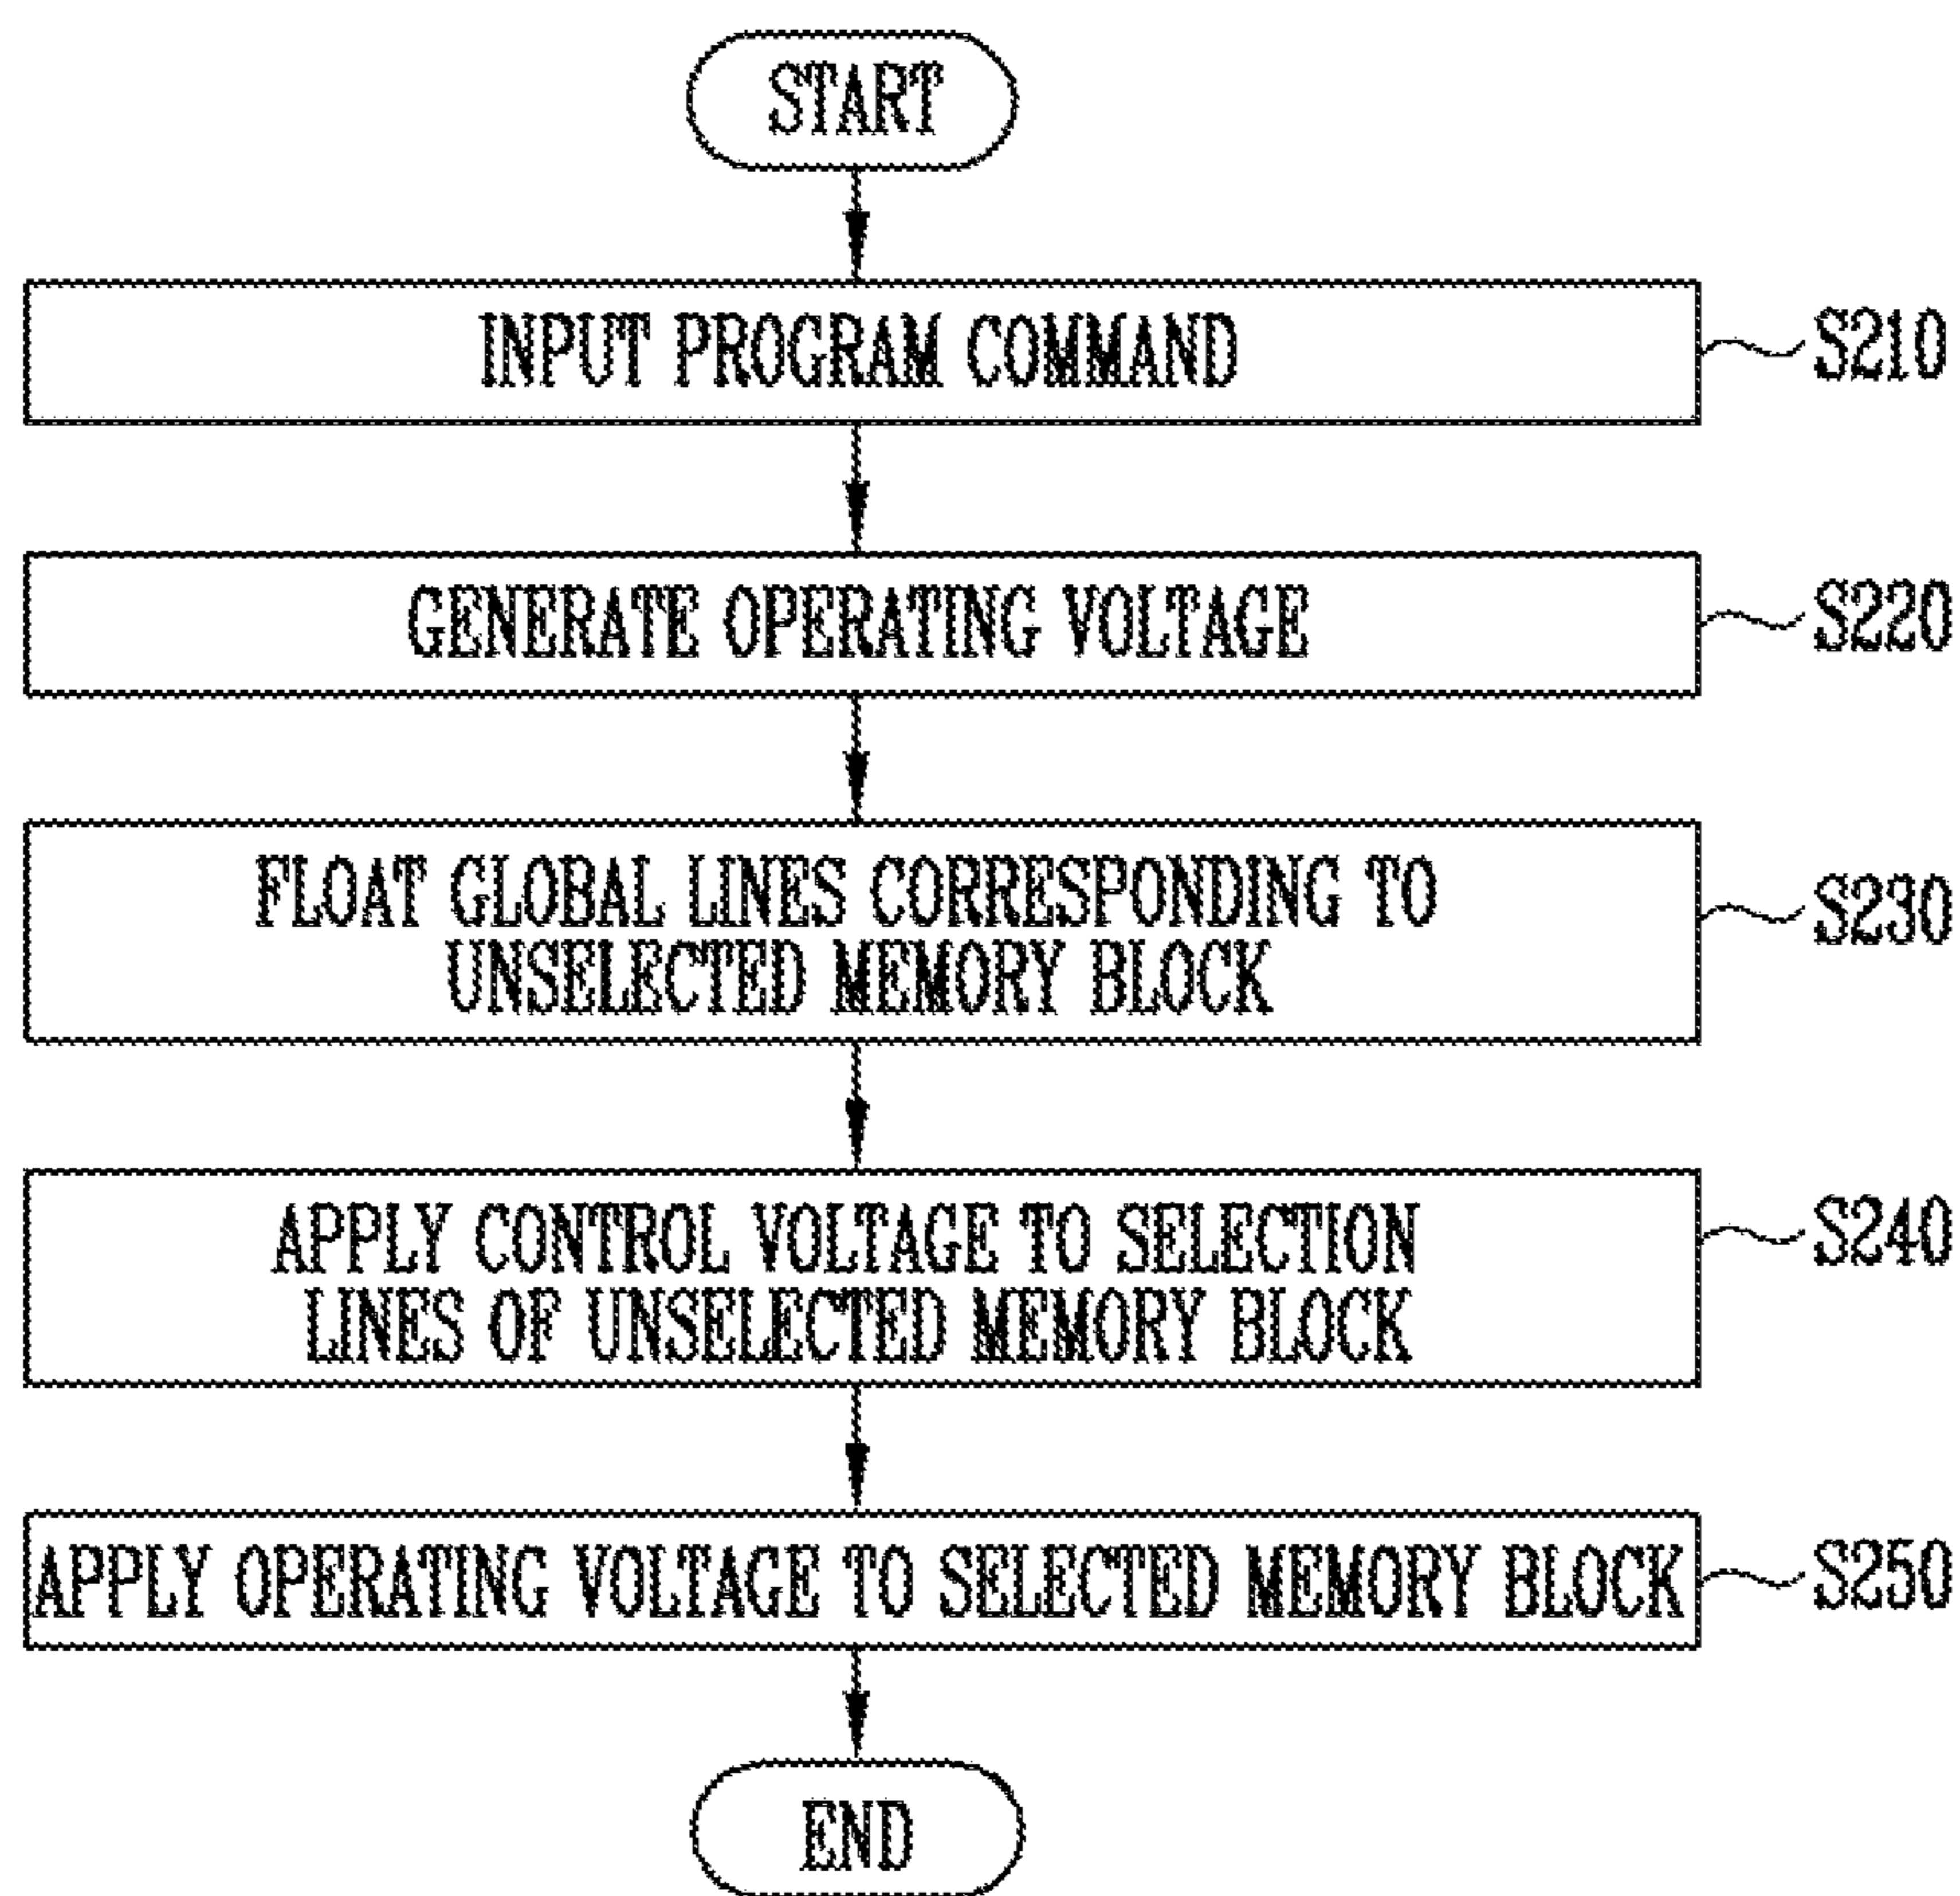 START
INPUT PROGRAM COMMAND
S210
GENERATE OPERATING VOLTAGE
S220
FLOAT GLOBAL LINES CORRESPONDING TO
UNSELECTED MEMORY BLOCK
S230
APPLY CONTROL VOLTAGE TO SELECTION
LINES OF UNSELECTED MEMORY BLOCK
S240
APPLY OPERATING VOLTAGE TO SELECTED MEMORY BLOCK
S250
END